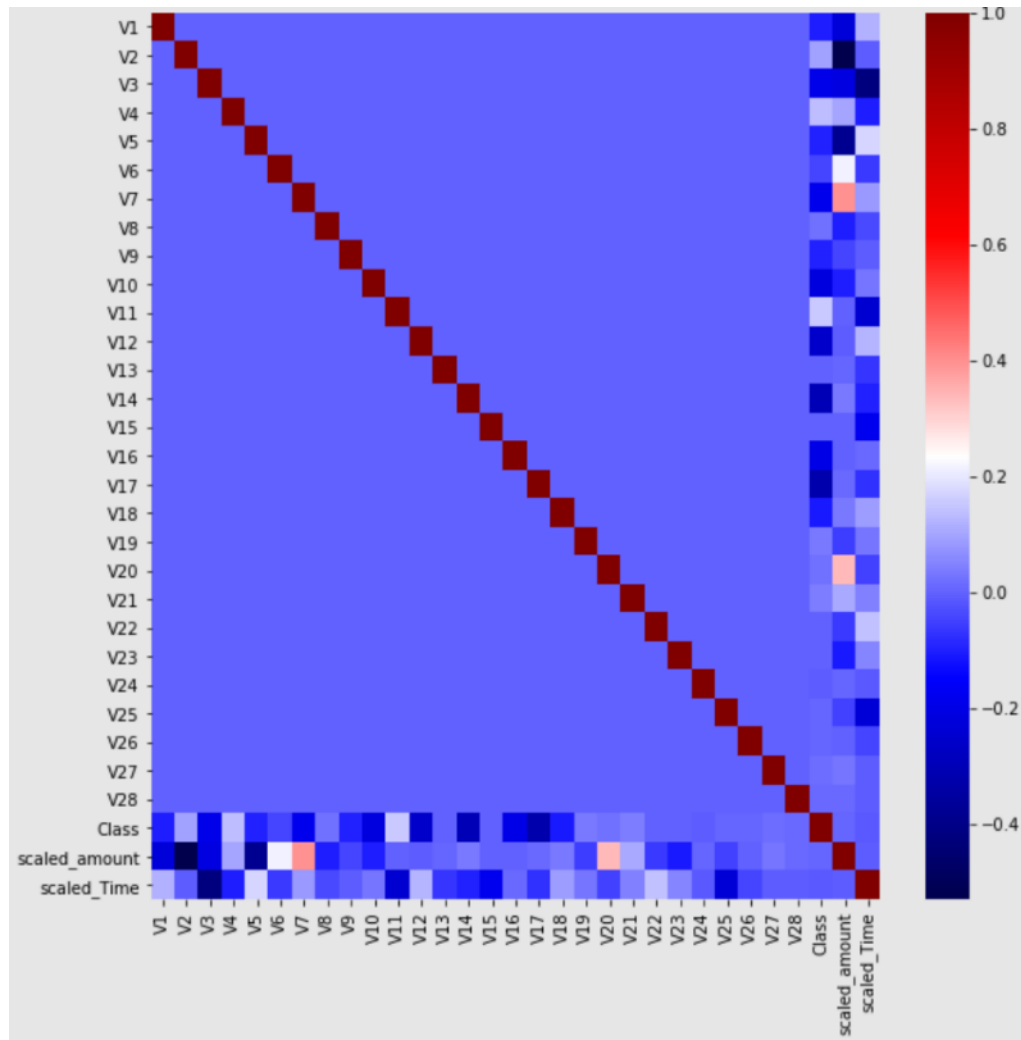 V1
V2
V3
V4
V5
V6
V7
V8
V9
V10
V11
V12
V13
V14
V15
V16
V17
V18
V19
V20
V21
V22
V23
V24
V25
V26
V27
V28
Class
scaled_amount
scaled_Time
V1
V2
V3
V4
V5
V6
V7
V8
V9
V10
V11
V12
V13
V14
V15
V16
V17
V18
V19
V20
V21
V22
V23
V24
V25
V26
V27
V28
Class
scaled_amount
scaled_Time
1.0
0.8
0.6
0.4
0.2
0.0
−0.2
−0.4